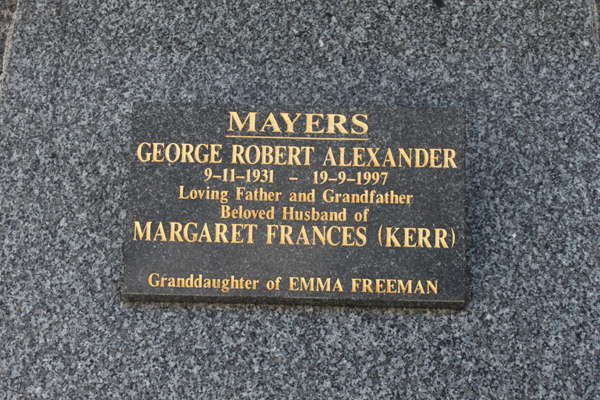 MAYERS
GEORGE ROBERT ALEXANDER
9–11–1931 – 19–9–1997
Loving Father and Grandfather
Beloved Husband of
MARGARET FRANCES (KERR)
Granddaughter of EMMA FREEMAN